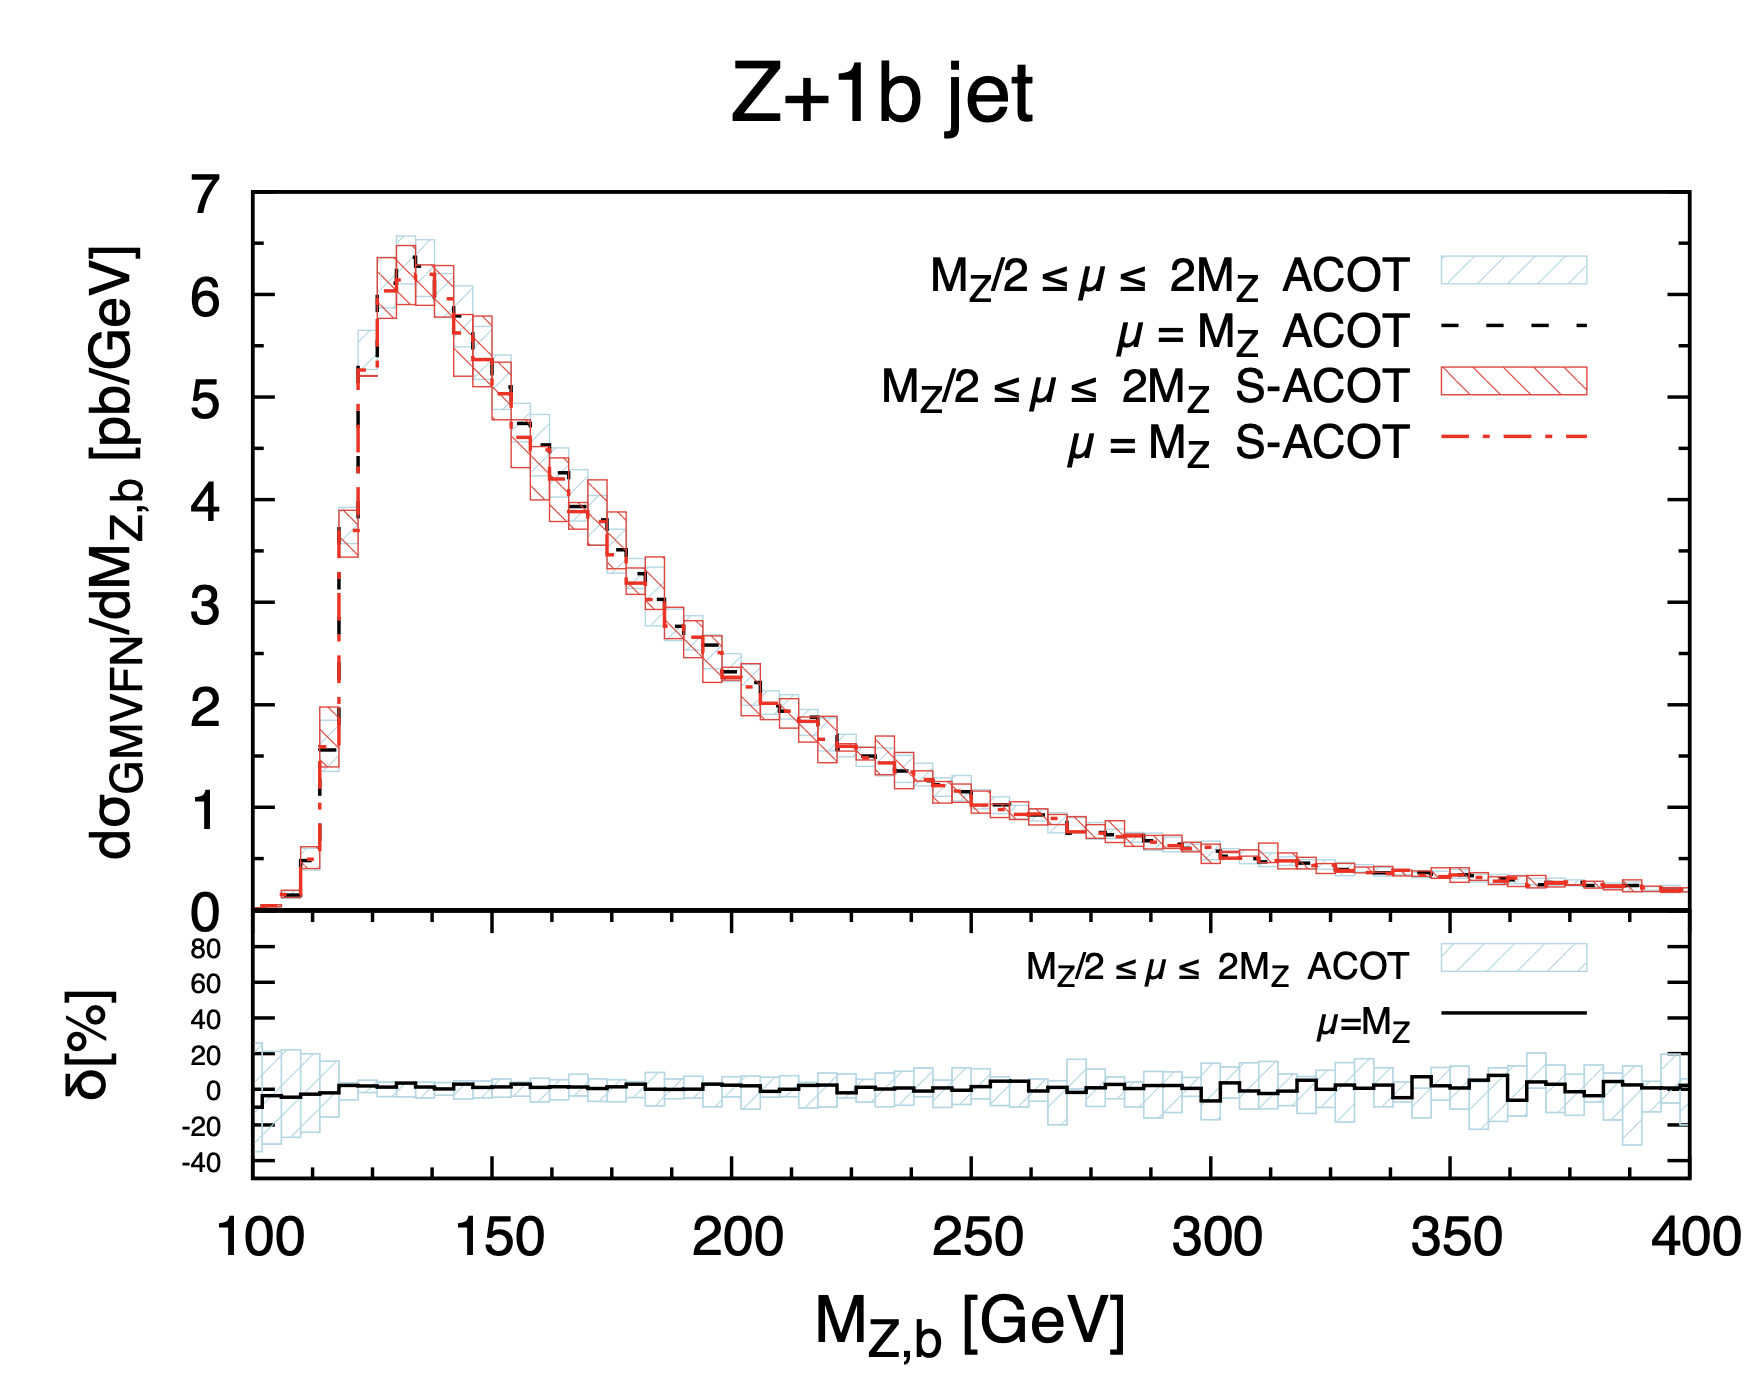 Z+1b jet
7
6
5
4
3
2
1
0
dσGMVFN/dMZ,b [pb/GeV]
MZ/2 ≤ μ ≤ 2MZ ACOT
μ = MZ ACOT
MZ/2 ≤ μ ≤ 2MZ S-ACOT
μ = MZ S-ACOT
80
60
40
20
0
-20
-40
δ[%]
MZ/2 ≤ μ ≤ 2MZ ACOT
μ=MZ
100 150 200 250 300 350 400
MZ,b [GeV]